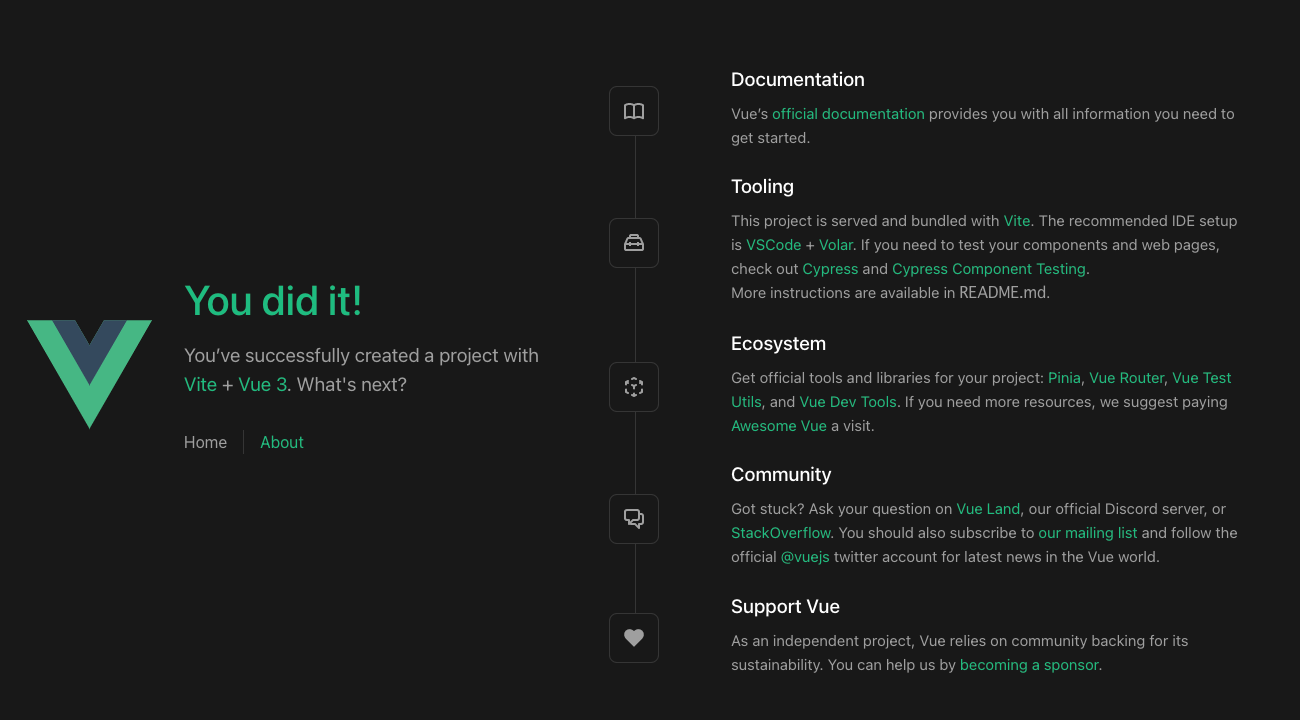 You did it!
You’ve successfully created a project with
Vite + Vue 3. What's next?
Home
About
Documentation
Vue’s official documentation provides you with all information you need to
get started.
Tooling
This project is served and bundled with Vite. The recommended IDE setup
is VSCode + Volar. If you need to test your components and web pages,
check out Cypress and Cypress Component Testing.
More instructions are available in README.md.
Ecosystem
Get official tools and libraries for your project: Pinia, Vue Router, Vue Test
Utils, and Vue Dev Tools. If you need more resources, we suggest paying
Awesome Vue a visit.
Community
Got stuck? Ask your question on Vue Land, our official Discord server, or
StackOverflow. You should also subscribe to our mailing list and follow the
official @vuejs twitter account for latest news in the Vue world.
Support Vue
As an independent project, Vue relies on community backing for its
sustainability. You can help us by becoming a sponsor.